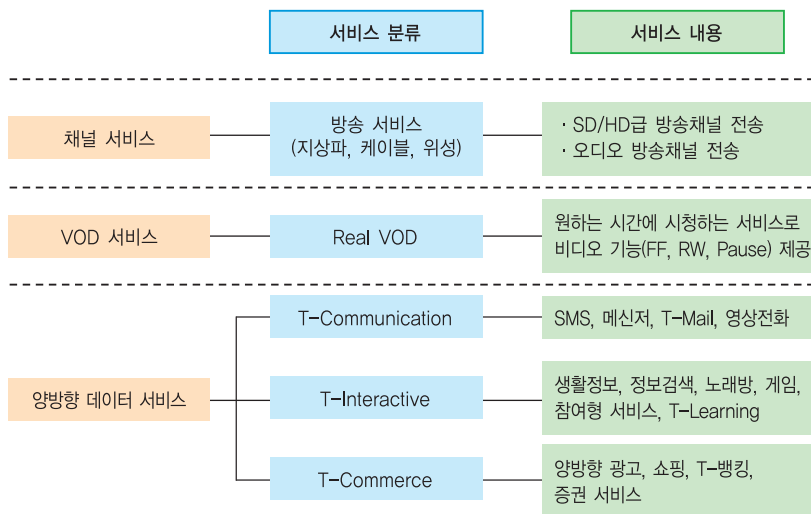 서비스 분류
서비스 내용
채널 서비스
방송 서비스
(지상파, 케이블, 위성)
· SD/HD급 방송채널 전송
· 오디오 방송채널 전송
VOD 서비스
Real VOD
원하는 시간에 시청하는 서비스로
비디오 기능(FF, RW, Pause) 제공
양방향 데이터 서비스
T-Communication
SMS, 메신저, T-Mail, 영상전화
T-Interactive
생활정보, 정보검색, 노래방, 게임,
참여형 서비스, T-Learning
T-Commerce
양방향 광고, 쇼핑, T-뱅킹,
증권 서비스